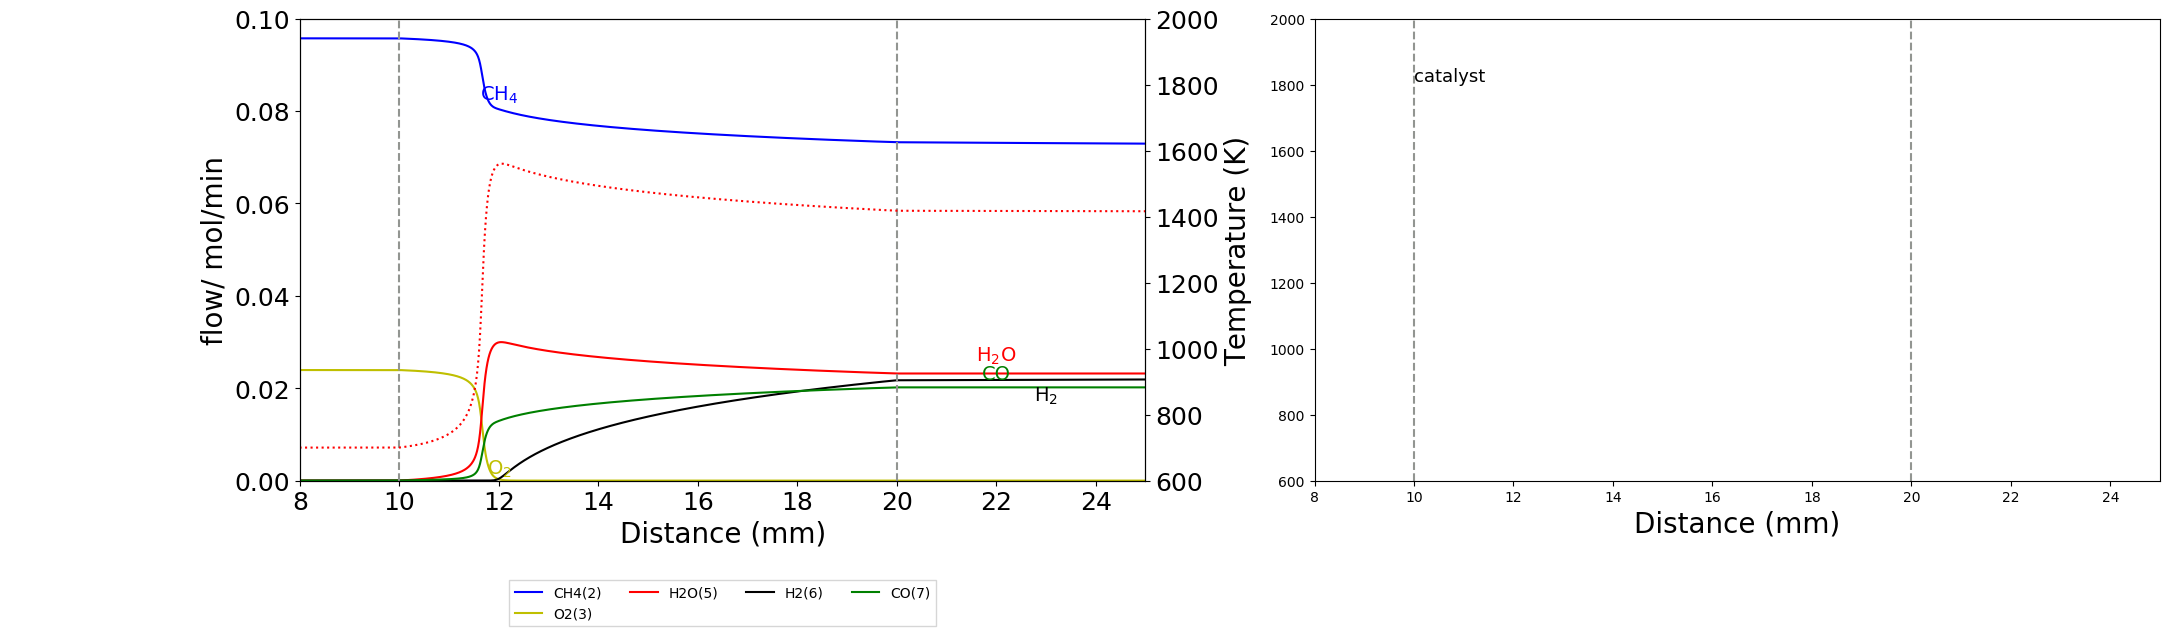 0.10
0.08
0.06
0.04
0.02
0.00
flow/ mol/min
8 10 12 14 16 18 20 22 24
Distance (mm)
2000
1800
1600
1400
1200
1000
800
600
Temperature (K)
CH₄
O₂
H₂O
CO
H₂
CH4(2) H2O(5) H2(6) CO(7)
O2(3)
2000
1800
1600
1400
1200
1000
800
600
catalyst
8 10 12 14 16 18 20 22 24
Distance (mm)